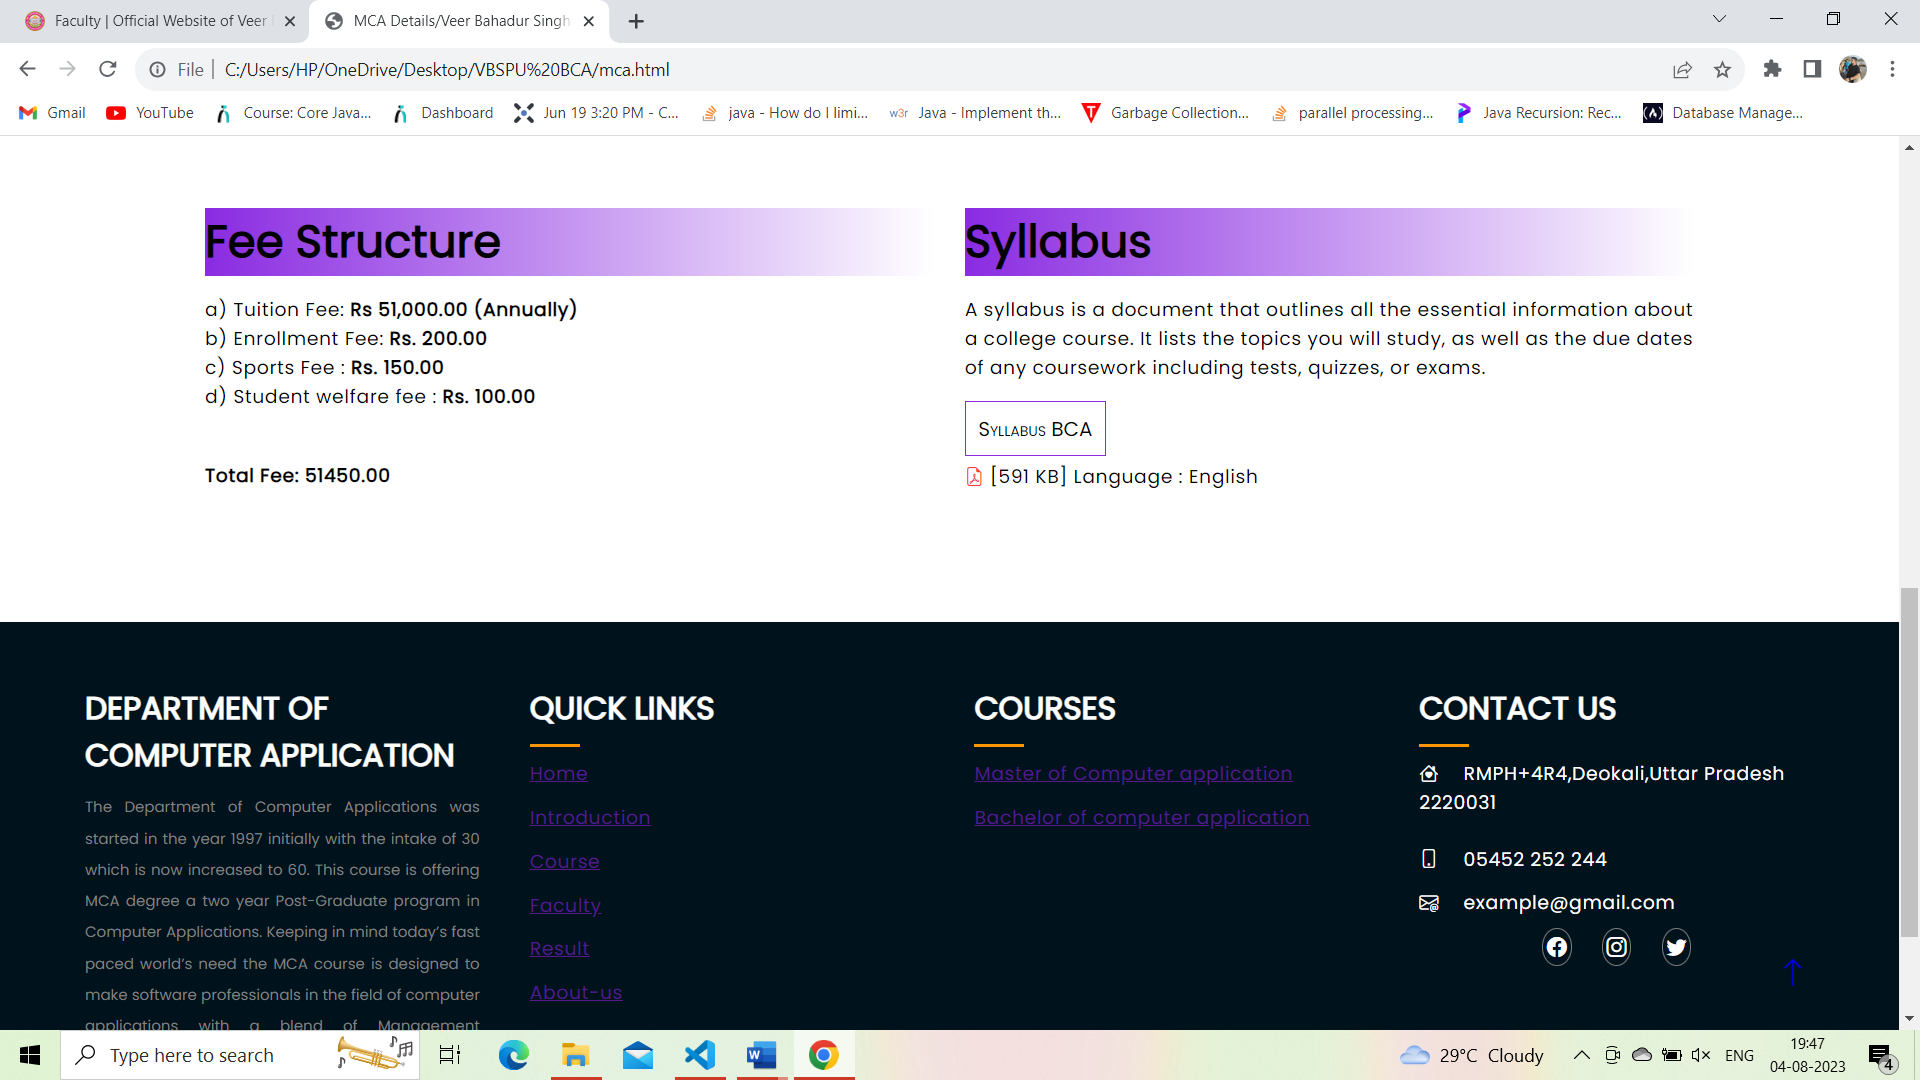 Faculty | Official Website of Veer
MCA Details/Veer Bahadur Singh
File
C:/Users/HP/OneDrive/Desktop/VBSPU%20BCA/mca.html
Gmail
YouTube
Course: Core Java...
Dashboard
Jun 19 3:20 PM - C...
java - How do I limi...
w3r
Java - Implement th...
Garbage Collection...
parallel processing...
Java Recursion: Rec...
Database Manage...
Fee Structure
a) Tuition Fee: Rs 51,000.00 (Annually)
b) Enrollment Fee: Rs. 200.00
c) Sports Fee : Rs. 150.00
d) Student welfare fee : Rs. 100.00
Total Fee: 51450.00
Syllabus
A syllabus is a document that outlines all the essential information about
a college course. It lists the topics you will study, as well as the due dates
of any coursework including tests, quizzes, or exams.
Syllabus BCA
[591 KB] Language : English
DEPARTMENT OF
COMPUTER APPLICATION
The Department of Computer Applications was
started in the year 1997 initially with the intake of 30
which is now increased to 60. This course is offering
MCA degree a two year Post-Graduate program in
Computer Applications. Keeping in mind today's fast
paced world's need the MCA course is designed to
make software professionals in the field of computer
applications with a blend of Management
QUICK LINKS
Home
Introduction
Course
Faculty
Result
About-us
COURSES
Master of Computer application
Bachelor of computer application
CONTACT US
RMPH+4R4,Deokali,Uttar Pradesh
2220031
05452 252 244
example@gmail.com
Type here to search
29°C Cloudy
ENG
19:47
04-08-2023
4